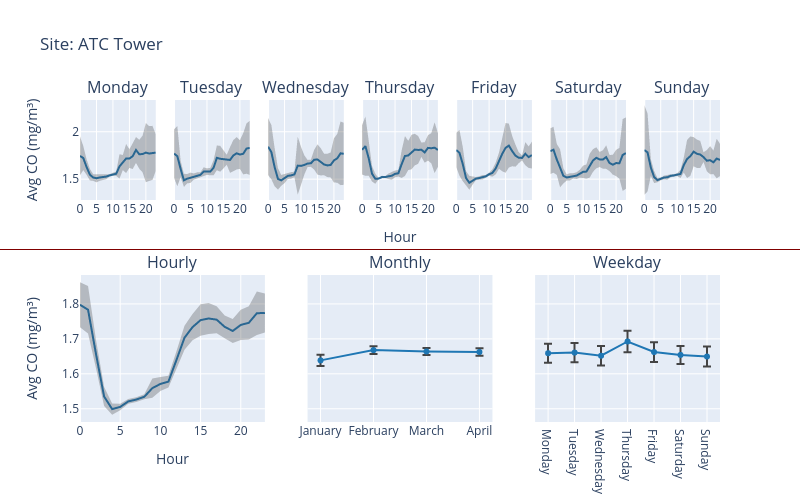 Site: ATC Tower
Monday Tuesday Wednesday Thursday Friday Saturday Sunday
Avg CO (mg/m³)
2
1.5
0 5 10 15 20 0 5 10 15 20 0 5 10 15 20 0 5 10 15 20 0 5 10 15 20 0 5 10 15 20 0 5 10 15 20
Hour
Hourly Monthly Weekday
Avg CO (mg/m³)
1.8
1.7
1.6
1.5
0 5 10 15 20
January February March April
Monday Tuesday Wednesday Thursday Friday Saturday Sunday
Hour